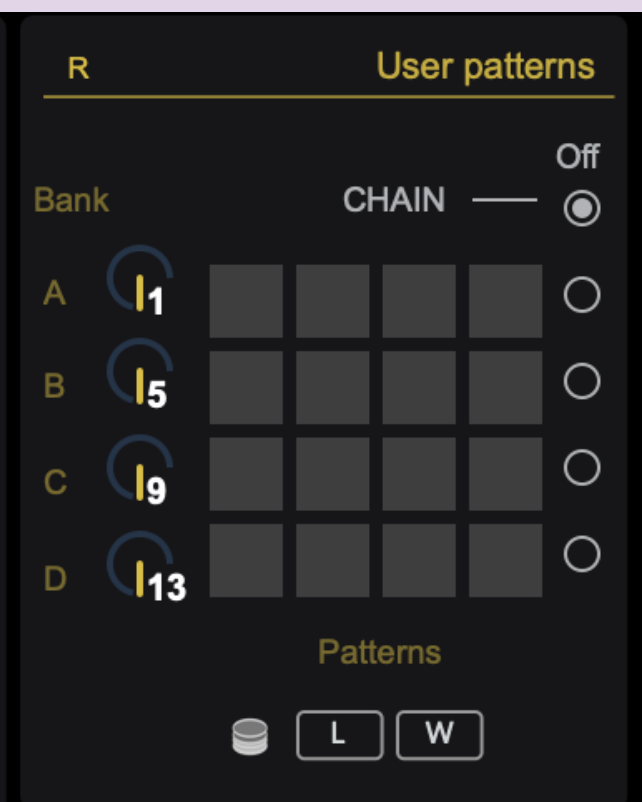 R User patterns
Off
Bank CHAIN
A 1
B 5
C 9
D 13
Patterns
L W